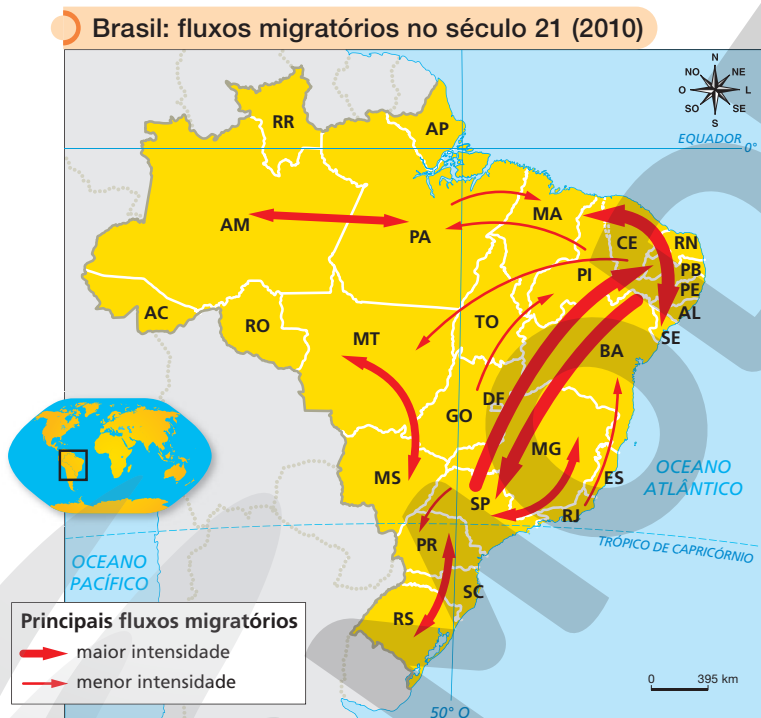 Brasil: fluxos migratórios no século 21 (2010)
N
NO NE
O L
SO SE
S
EQUADOR 0°
RR
AP
AM
PA
MA
CE
RN
PB
PE
AL
SE
PI
AC
RO
MT
TO
BA
DF
GO
MG
ES
MS
SP
RJ
PR
SC
RS
OCEANO
ATLÂNTICO
TRÓPICO DE CAPRICÓRNIO
OCEANO
PACÍFICO
Principais fluxos migratórios
maior intensidade
menor intensidade
0 395 km
50° O